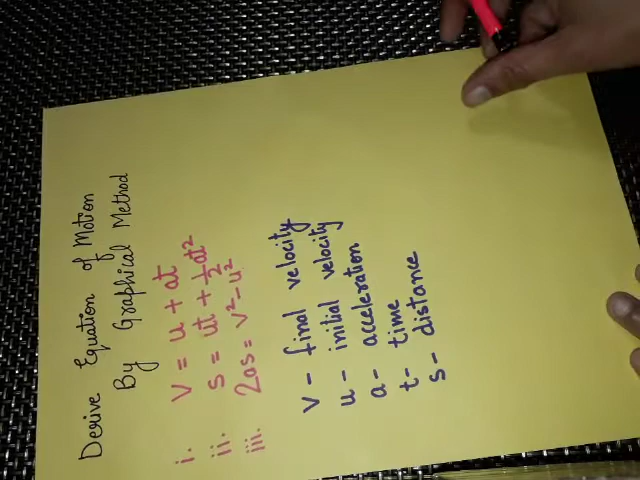 Derive Equation of Motion
By Graphical Method
i. v = u + at
ii. s = ut + ½at²
iii. 2as = v² - u²
v - final velocity
u - initial velocity
a - acceleration
t - time
s - distance